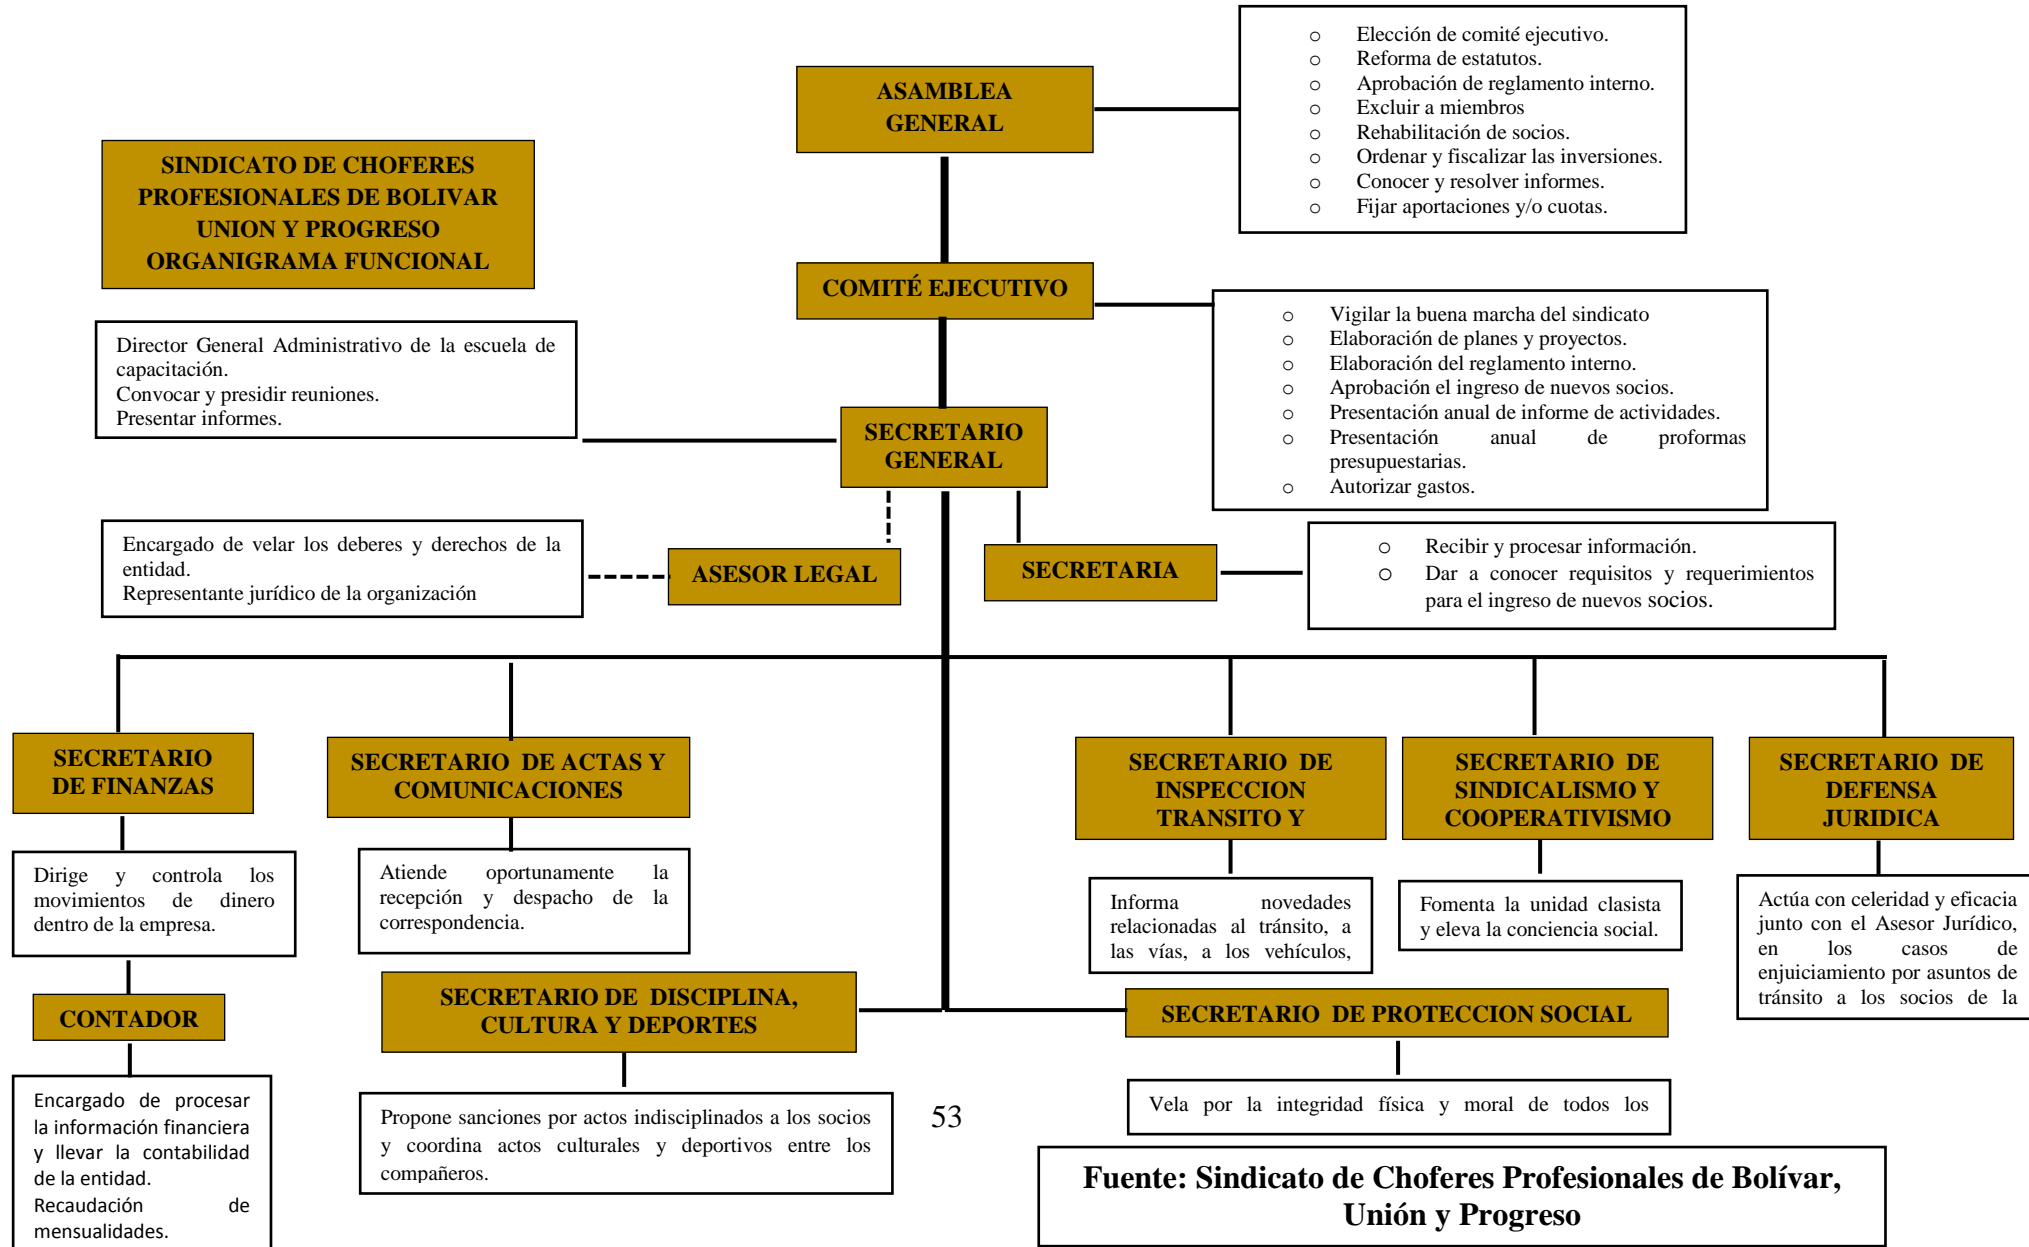 SINDICATO DE CHOFERES
PROFESIONALES DE BOLIVAR
UNION Y PROGRESO
ORGANIGRAMA FUNCIONAL
ASAMBLEA
GENERAL
o Elección de comité ejecutivo.
o Reforma de estatutos.
o Aprobación de reglamento interno.
o Excluir a miembros
o Rehabilitación de socios.
o Ordenar y fiscalizar las inversiones.
o Conocer y resolver informes.
o Fijar aportaciones y/o cuotas.
COMITÉ EJECUTIVO
o Vigilar la buena marcha del sindicato
o Elaboración de planes y proyectos.
o Elaboración del reglamento interno.
o Aprobación el ingreso de nuevos socios.
o Presentación anual de informe de actividades.
o Presentación anual de proformas
presupuestarias.
o Autorizar gastos.
Director General Administrativo de la escuela de
capacitación.
Convocar y presidir reuniones.
Presentar informes.
SECRETARIO
GENERAL
Encargado de velar los deberes y derechos de la
entidad.
Representante jurídico de la organización
ASESOR LEGAL
SECRETARIA
o Recibir y procesar información.
o Dar a conocer requisitos y requerimientos
para el ingreso de nuevos socios.
SECRETARIO
DE FINANZAS
Dirige y controla los
movimientos de dinero
dentro de la empresa.
CONTADOR
Encargado de procesar
la información financiera
y llevar la contabilidad
de la entidad.
Recaudación de
mensualidades.
SECRETARIO DE ACTAS Y
COMUNICACIONES
Atiende oportunamente la
recepción y despacho de la
correspondencia.
SECRETARIO DE INSPECCION
TRANSITO Y
Informa novedades
relacionadas al tránsito, a
las vías, a los vehículos,
SECRETARIO DE
SINDICALISMO Y
COOPERATIVISMO
Fomenta la unidad clasista
y eleva la conciencia social.
SECRETARIO DE
DEFENSA
JURIDICA
Actúa con celeridad y eficacia
junto con el Asesor Jurídico,
en los casos de
enjuiciamiento por asuntos de
tránsito a los socios de la
SECRETARIO DE DISCIPLINA,
CULTURA Y DEPORTES
Propone sanciones por actos indisciplinados a los socios
y coordina actos culturales y deportivos entre los
compañeros.
SECRETARIO DE PROTECCION SOCIAL
Vela por la integridad física y moral de todos los
53
Fuente: Sindicato de Choferes Profesionales de Bolívar,
Unión y Progreso